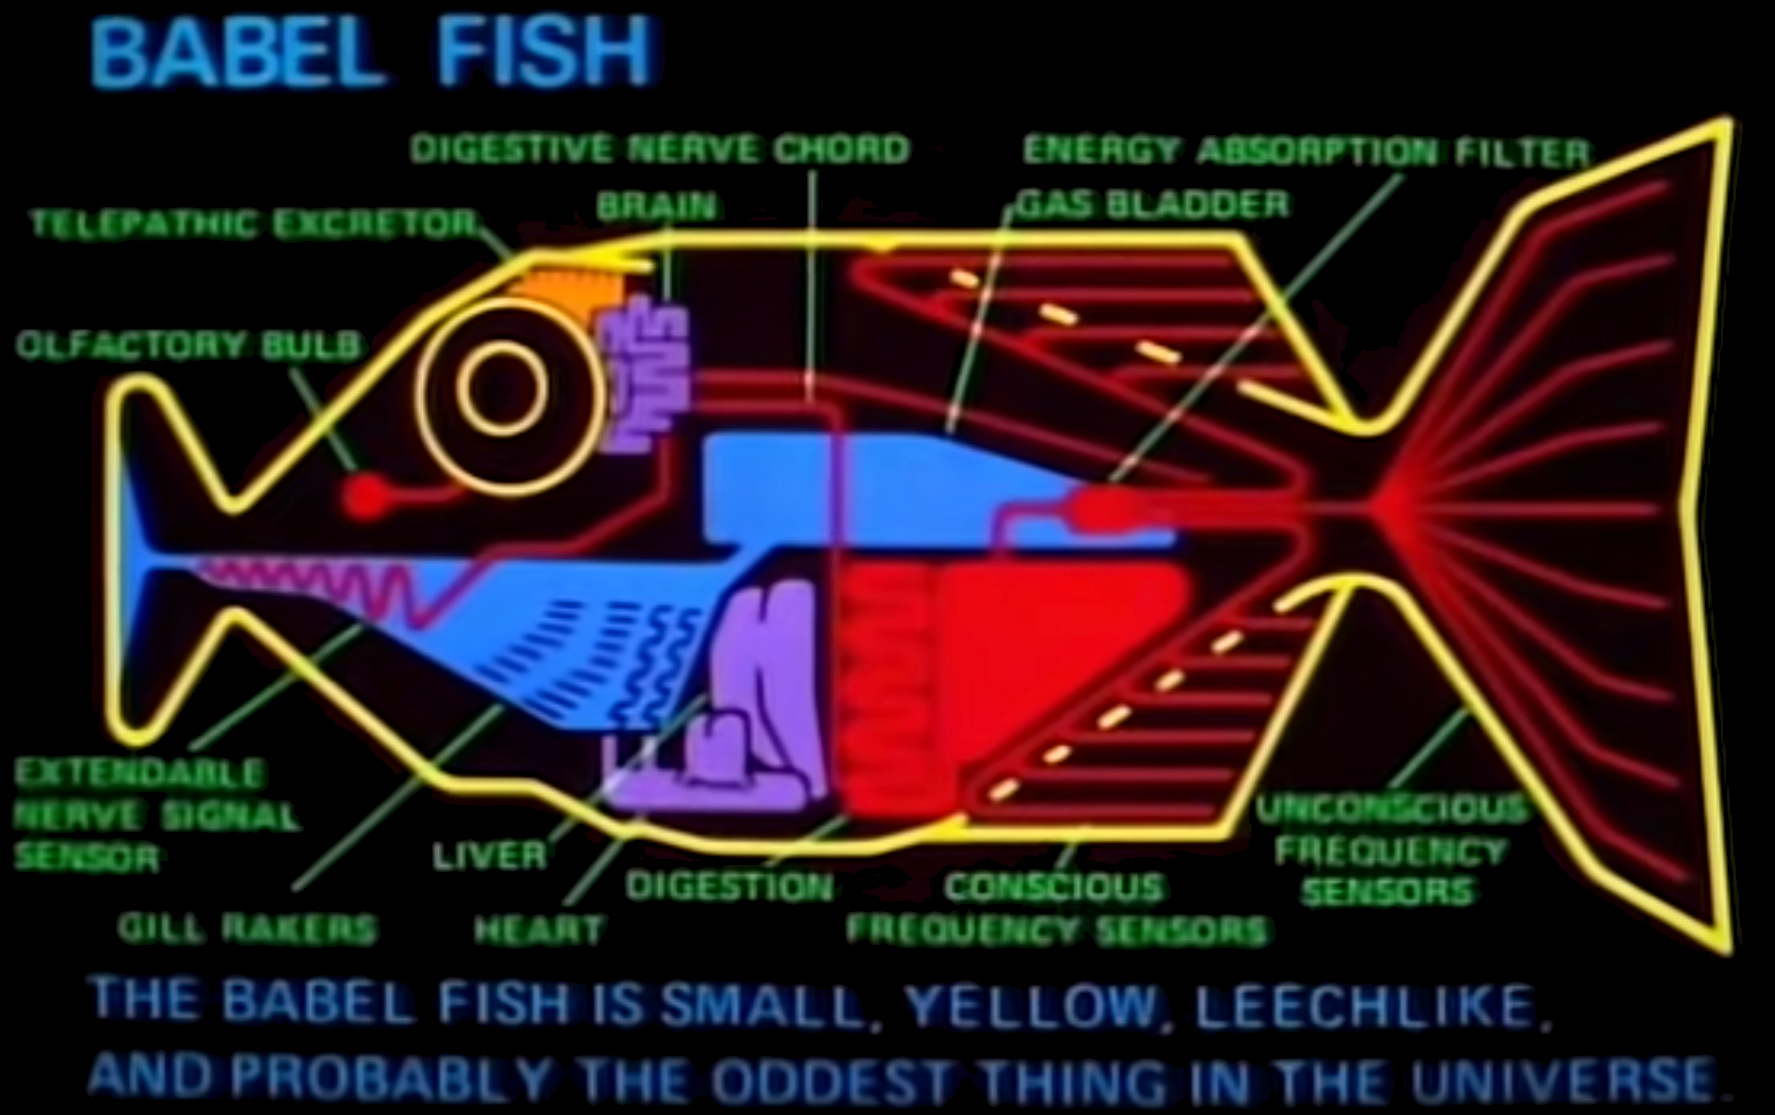 BABEL FISH
DIGESTIVE NERVE CHORD
ENERGY ABSORPTION FILTER
BRAIN
GAS BLADDER
TELEPATHIC EXCRETOR
OLFACTORY BULB
EXTENDABLE
NERVE SIGNAL
SENSOR
GILL RAKERS
LIVER
HEART
DIGESTION
CONSCIOUS
FREQUENCY SENSORS
UNCONSCIOUS
FREQUENCY
SENSORS
THE BABEL FISH IS SMALL, YELLOW, LEECHLIKE,
AND PROBABLY THE ODDEST THING IN THE UNIVERSE.